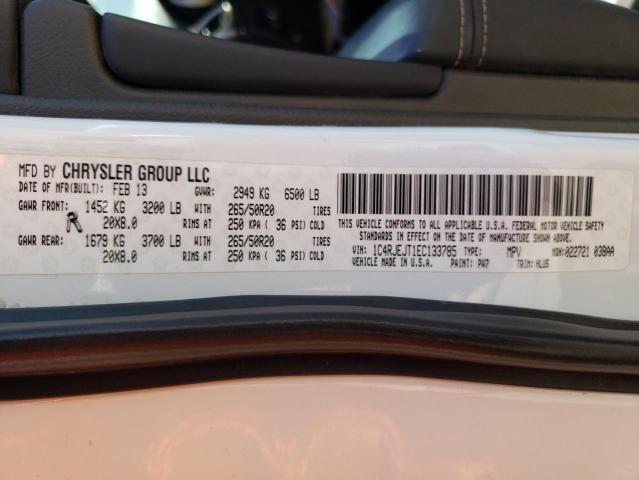 MFD BY CHRYSLER GROUP LLC
DATE OF MFR(BUILT): FEB 13 GVWR: 2949 KG 6500 LB
GAWR FRONT: 1452 KG 3200 LB WITH 265/50R20 TIRES
20X8.0 RIMS AT 250 KPA ( 36 PSI) COLD
GAWR REAR: 1679 KG 3700 LB WITH 265/50R20 TIRES
20X8.0 RIMS AT 250 KPA ( 36 PSI) COLD
THIS VEHICLE CONFORMS TO ALL APPLICABLE U.S.A. FEDERAL MOTOR VEHICLE SAFETY
STANDARDS IN EFFECT ON THE DATE OF MANUFACTURE SHOWN ABOVE.
VIN: 1C4RJEJT1EC133785 TYPE: MPV MDH: 022721 038AA
VEHICLE MADE IN U.S.A. PAINT: PW7 TRIM: HLU5